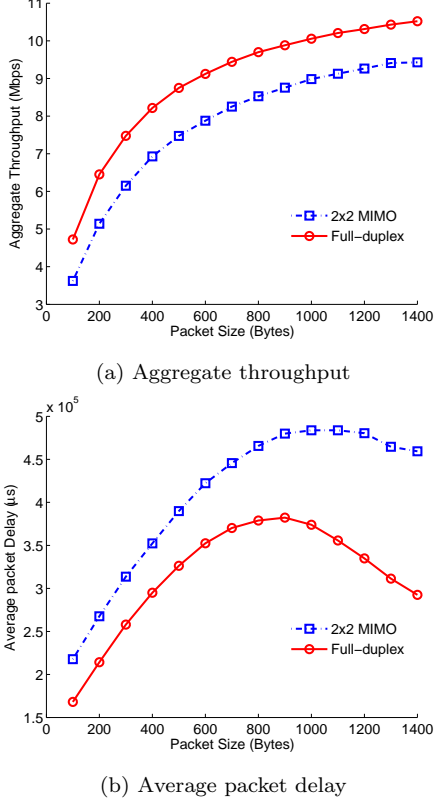 11
10
9
8
7
6
5
4
3
Aggregate Throughput (Mbps)
2x2 MIMO
Full−duplex
0 200 400 600 800 1000 1200 1400
Packet Size (Bytes)
(a) Aggregate throughput
x 10^5
5
4.5
4
3.5
3
2.5
2
1.5
Average packet Delay (μs)
2x2 MIMO
Full−duplex
0 200 400 600 800 1000 1200 1400
Packet Size (Bytes)
(b) Average packet delay